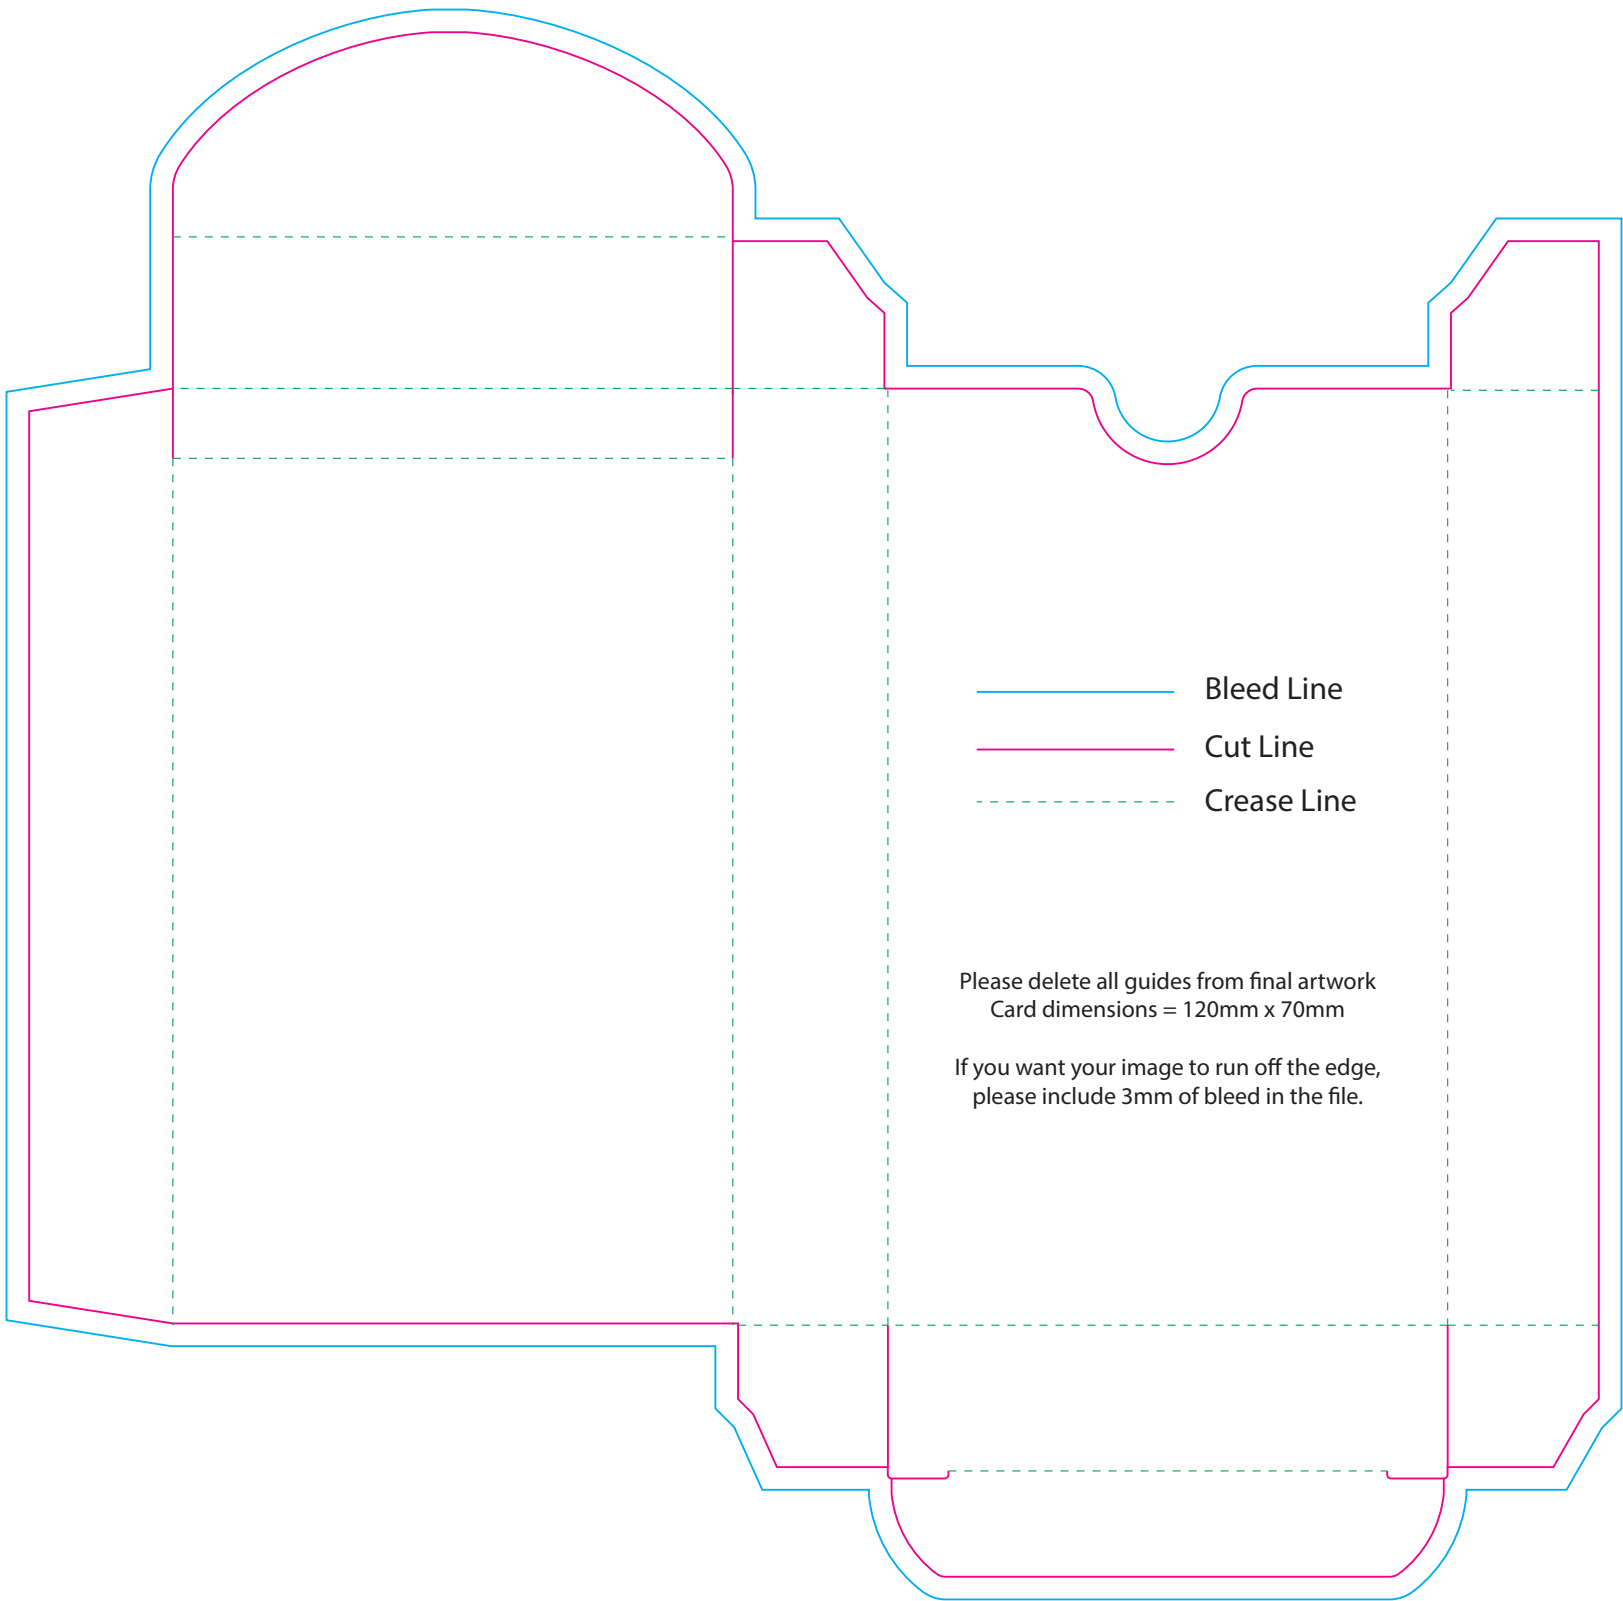 Bleed Line
Cut Line
Crease Line
Please delete all guides from final artwork
Card dimensions = 120mm x 70mm
If you want your image to run off the edge,
please include 3mm of bleed in the file.